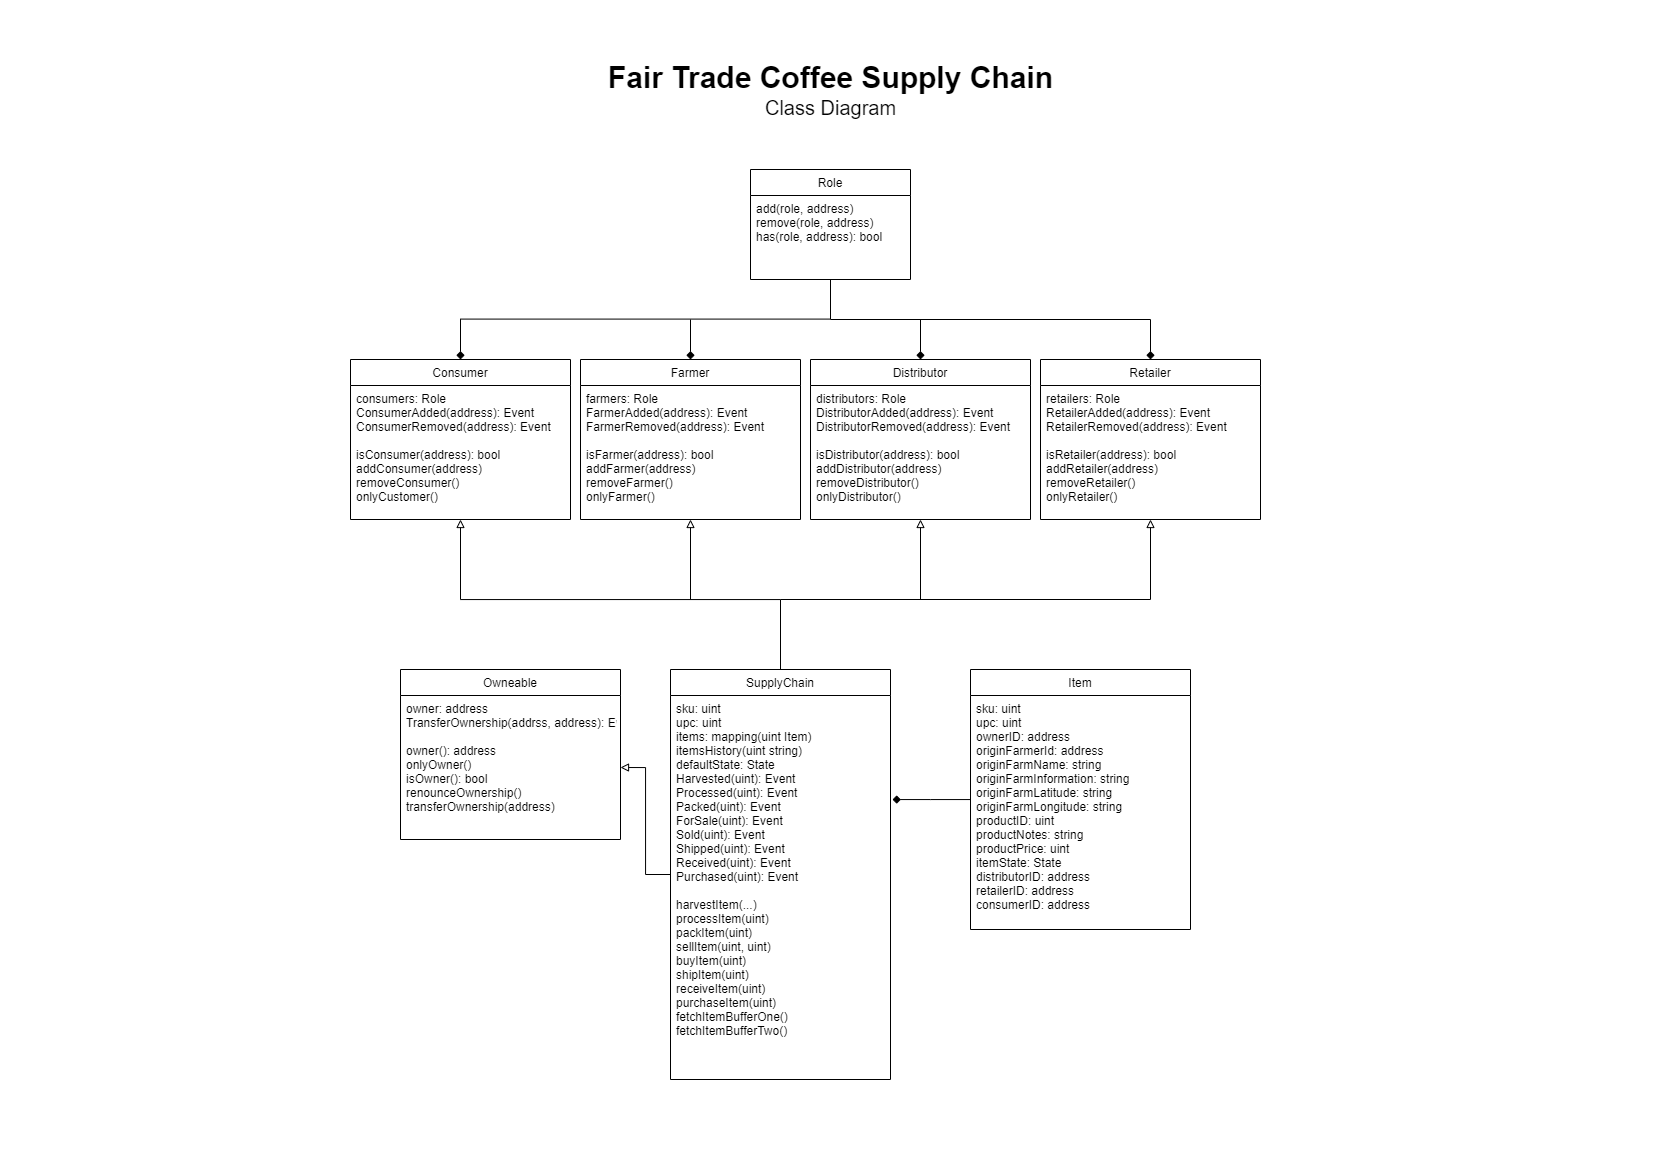 Fair Trade Coffee Supply Chain
Class Diagram
Role
add(role, address)
remove(role, address)
has(role, address): bool
Consumer
consumers: Role
ConsumerAdded(address): Event
ConsumerRemoved(address): Event
isConsumer(address): bool
addConsumer(address)
removeConsumer()
onlyCustomer()
Farmer
farmers: Role
FarmerAdded(address): Event
FarmerRemoved(address): Event
isFarmer(address): bool
addFarmer(address)
removeFarmer()
onlyFarmer()
Distributor
distributors: Role
DistributorAdded(address): Event
DistributorRemoved(address): Event
isDistributor(address): bool
addDistributor(address)
removeDistributor()
onlyDistributor()
Retailer
retailers: Role
RetailerAdded(address): Event
RetailerRemoved(address): Event
isRetailer(address): bool
addRetailer(address)
removeRetailer()
onlyRetailer()
Owneable
owner: address
TransferOwnership(addrss, address): E
owner(): address
onlyOwner()
isOwner(): bool
renounceOwnership()
transferOwnership(address)
SupplyChain
sku: uint
upc: uint
items: mapping(uint Item)
itemsHistory(uint string)
defaultState: State
Harvested(uint): Event
Processed(uint): Event
Packed(uint): Event
ForSale(uint): Event
Sold(uint): Event
Shipped(uint): Event
Received(uint): Event
Purchased(uint): Event
harvestItem(...)
processItem(uint)
packItem(uint)
sellItem(uint, uint)
buyItem(uint)
shipItem(uint)
receiveItem(uint)
purchaseItem(uint)
fetchItemBufferOne()
fetchItemBufferTwo()
Item
sku: uint
upc: uint
ownerID: address
originFarmerId: address
originFarmName: string
originFarmInformation: string
originFarmLatitude: string
originFarmLongitude: string
productID: uint
productNotes: string
productPrice: uint
itemState: State
distributorID: address
retailerID: address
consumerID: address